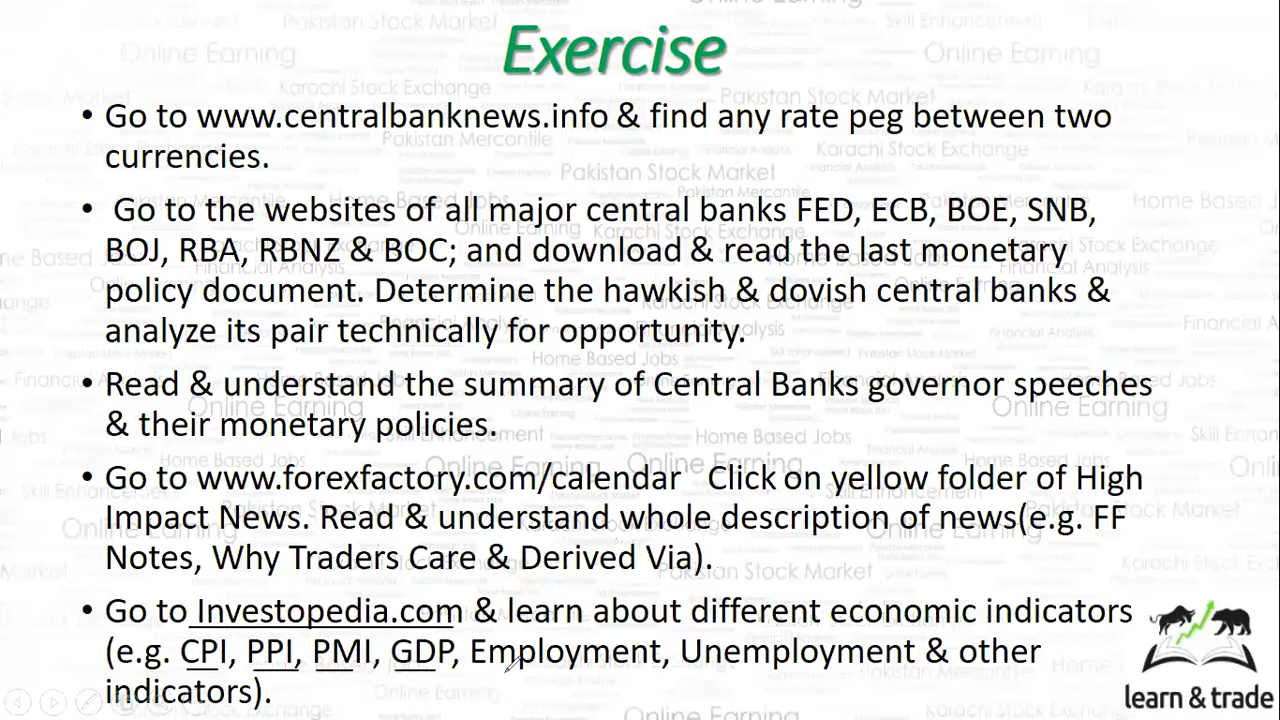 Exercise
• Go to www.centralbanknews.info & find any rate peg between two
currencies.
• Go to the websites of all major central banks FED, ECB, BOE, SNB,
BOJ, RBA, RBNZ & BOC; and download & read the last monetary
policy document. Determine the hawkish & dovish central banks &
analyze its pair technically for opportunity.
• Read & understand the summary of Central Banks governor speeches
& their monetary policies.
• Go to www.forexfactory.com/calendar Click on yellow folder of High
Impact News. Read & understand whole description of news(e.g. FF
Notes, Why Traders Care & Derived Via).
• Go to Investopedia.com & learn about different economic indicators
(e.g. CPI, PPI, PMI, GDP, Employment, Unemployment & other
indicators).
learn & trade